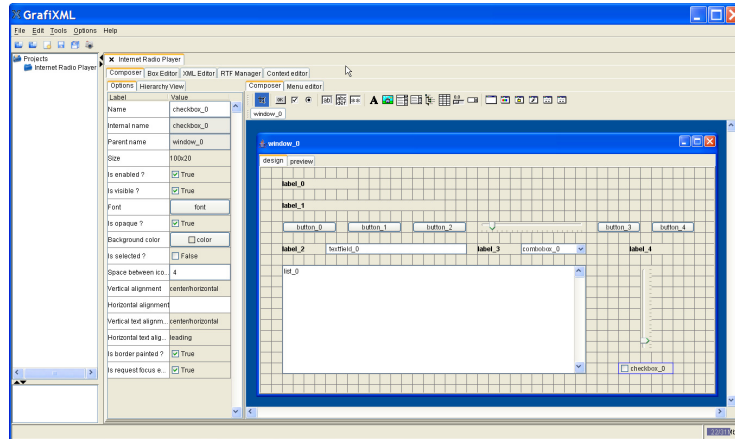 GrafiXML
File Edit Tools Options Help
Projects
Internet Radio Player
Internet Radio Player
Composer Box Editor XML Editor RTF Manager Context editor
Options Hierarchy View
Composer Menu editor
Label Value
Name checkbox_0
Internal name checkbox_0
Parent name window_0
Size 100x20
Is enabled ? True
Is visible ? True
Font font
Is opaque ? True
Background color color
Is selected ? False
Space between ico... 4
Vertical alignment center/horizontal
Horizontal alignment
Vertical text alignm... center/horizontal
Horizontal text alig... leading
Is border painted ? True
Is request focus e... True
OK
ab
A
window_0
window_0
design preview
label_0
label_1
button_0 button_1 button_2 button_3 button_4
label_2 textfield_0 label_3 combobox_0 label_4
list_0
checkbox_0